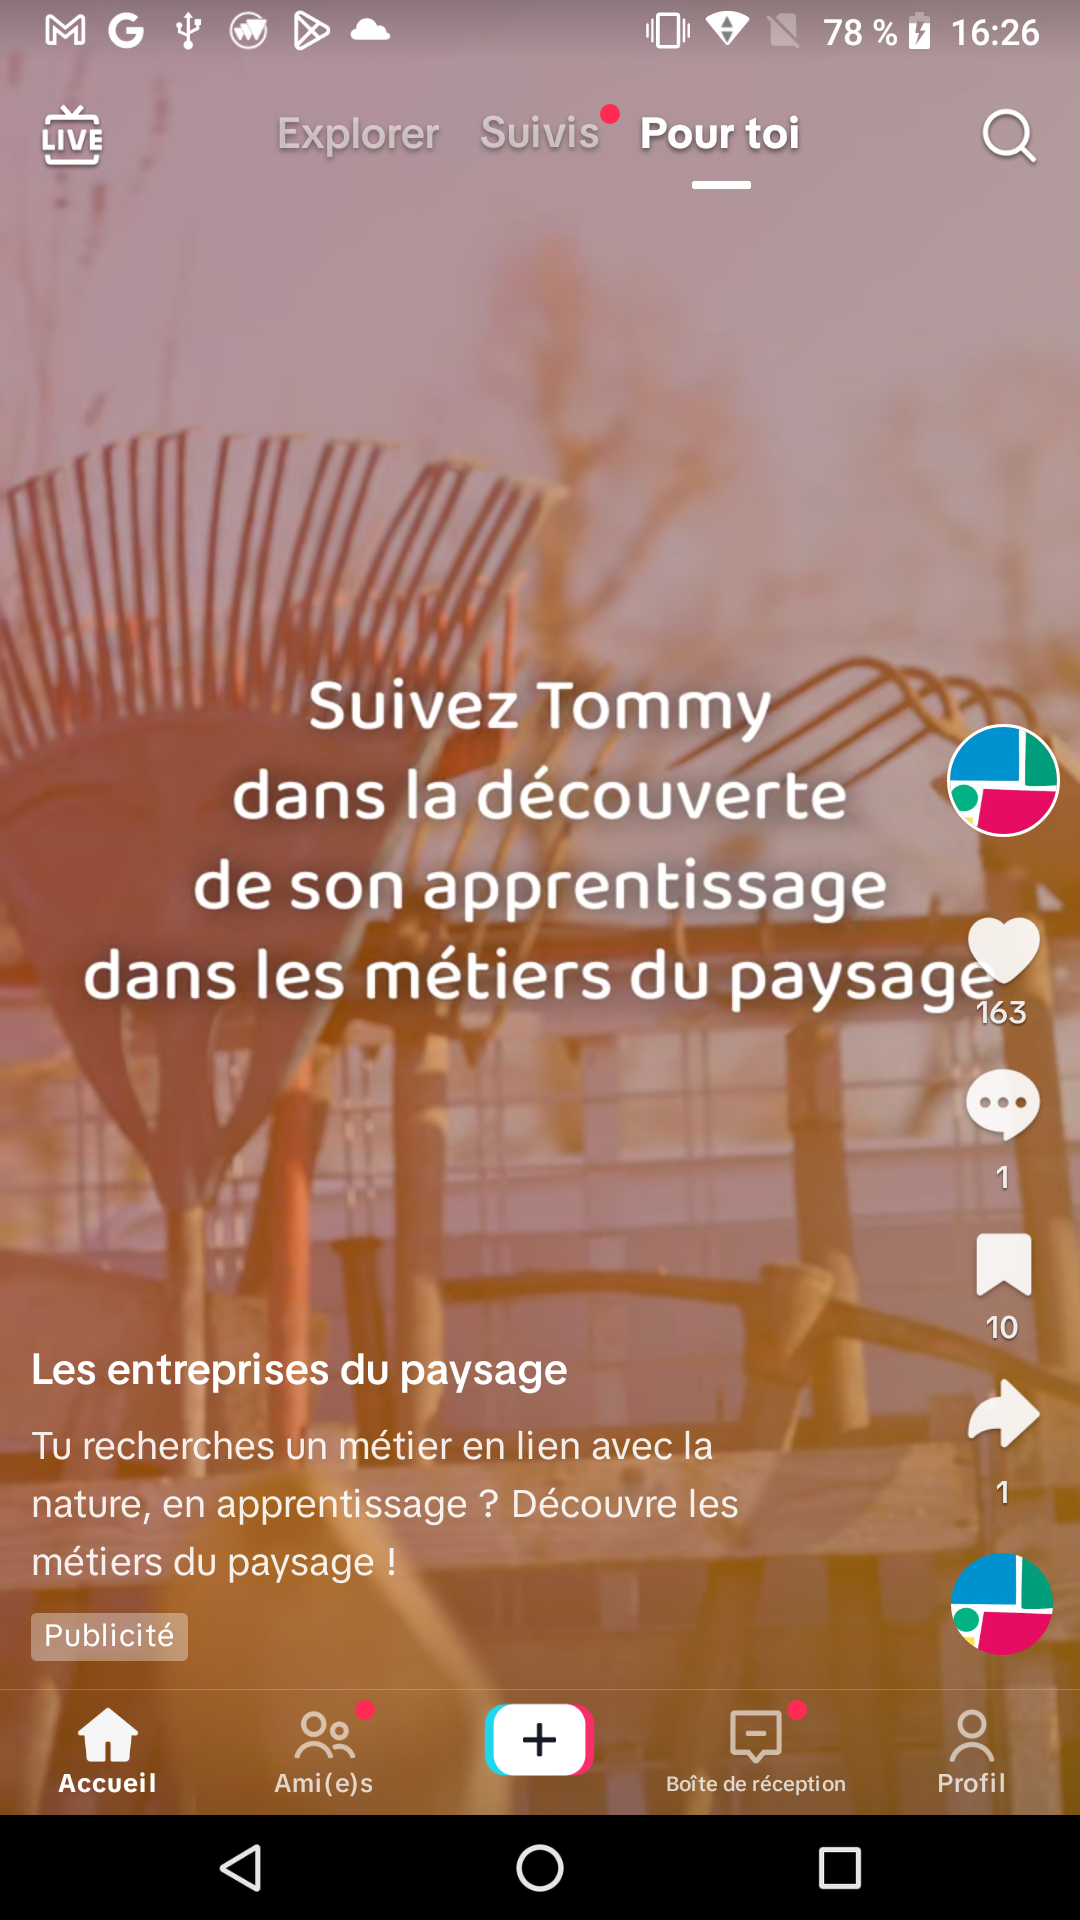 78 % 16:26
LIVE Explorer Suivis Pour toi
Suivez Tommy
dans la découverte
de son apprentissage
dans les métiers du paysage
163
1
10
1
Les entreprises du paysage
Tu recherches un métier en lien avec la
nature, en apprentissage ? Découvre les
métiers du paysage !
Publicité
Accueil Ami(e)s Boîte de réception Profil